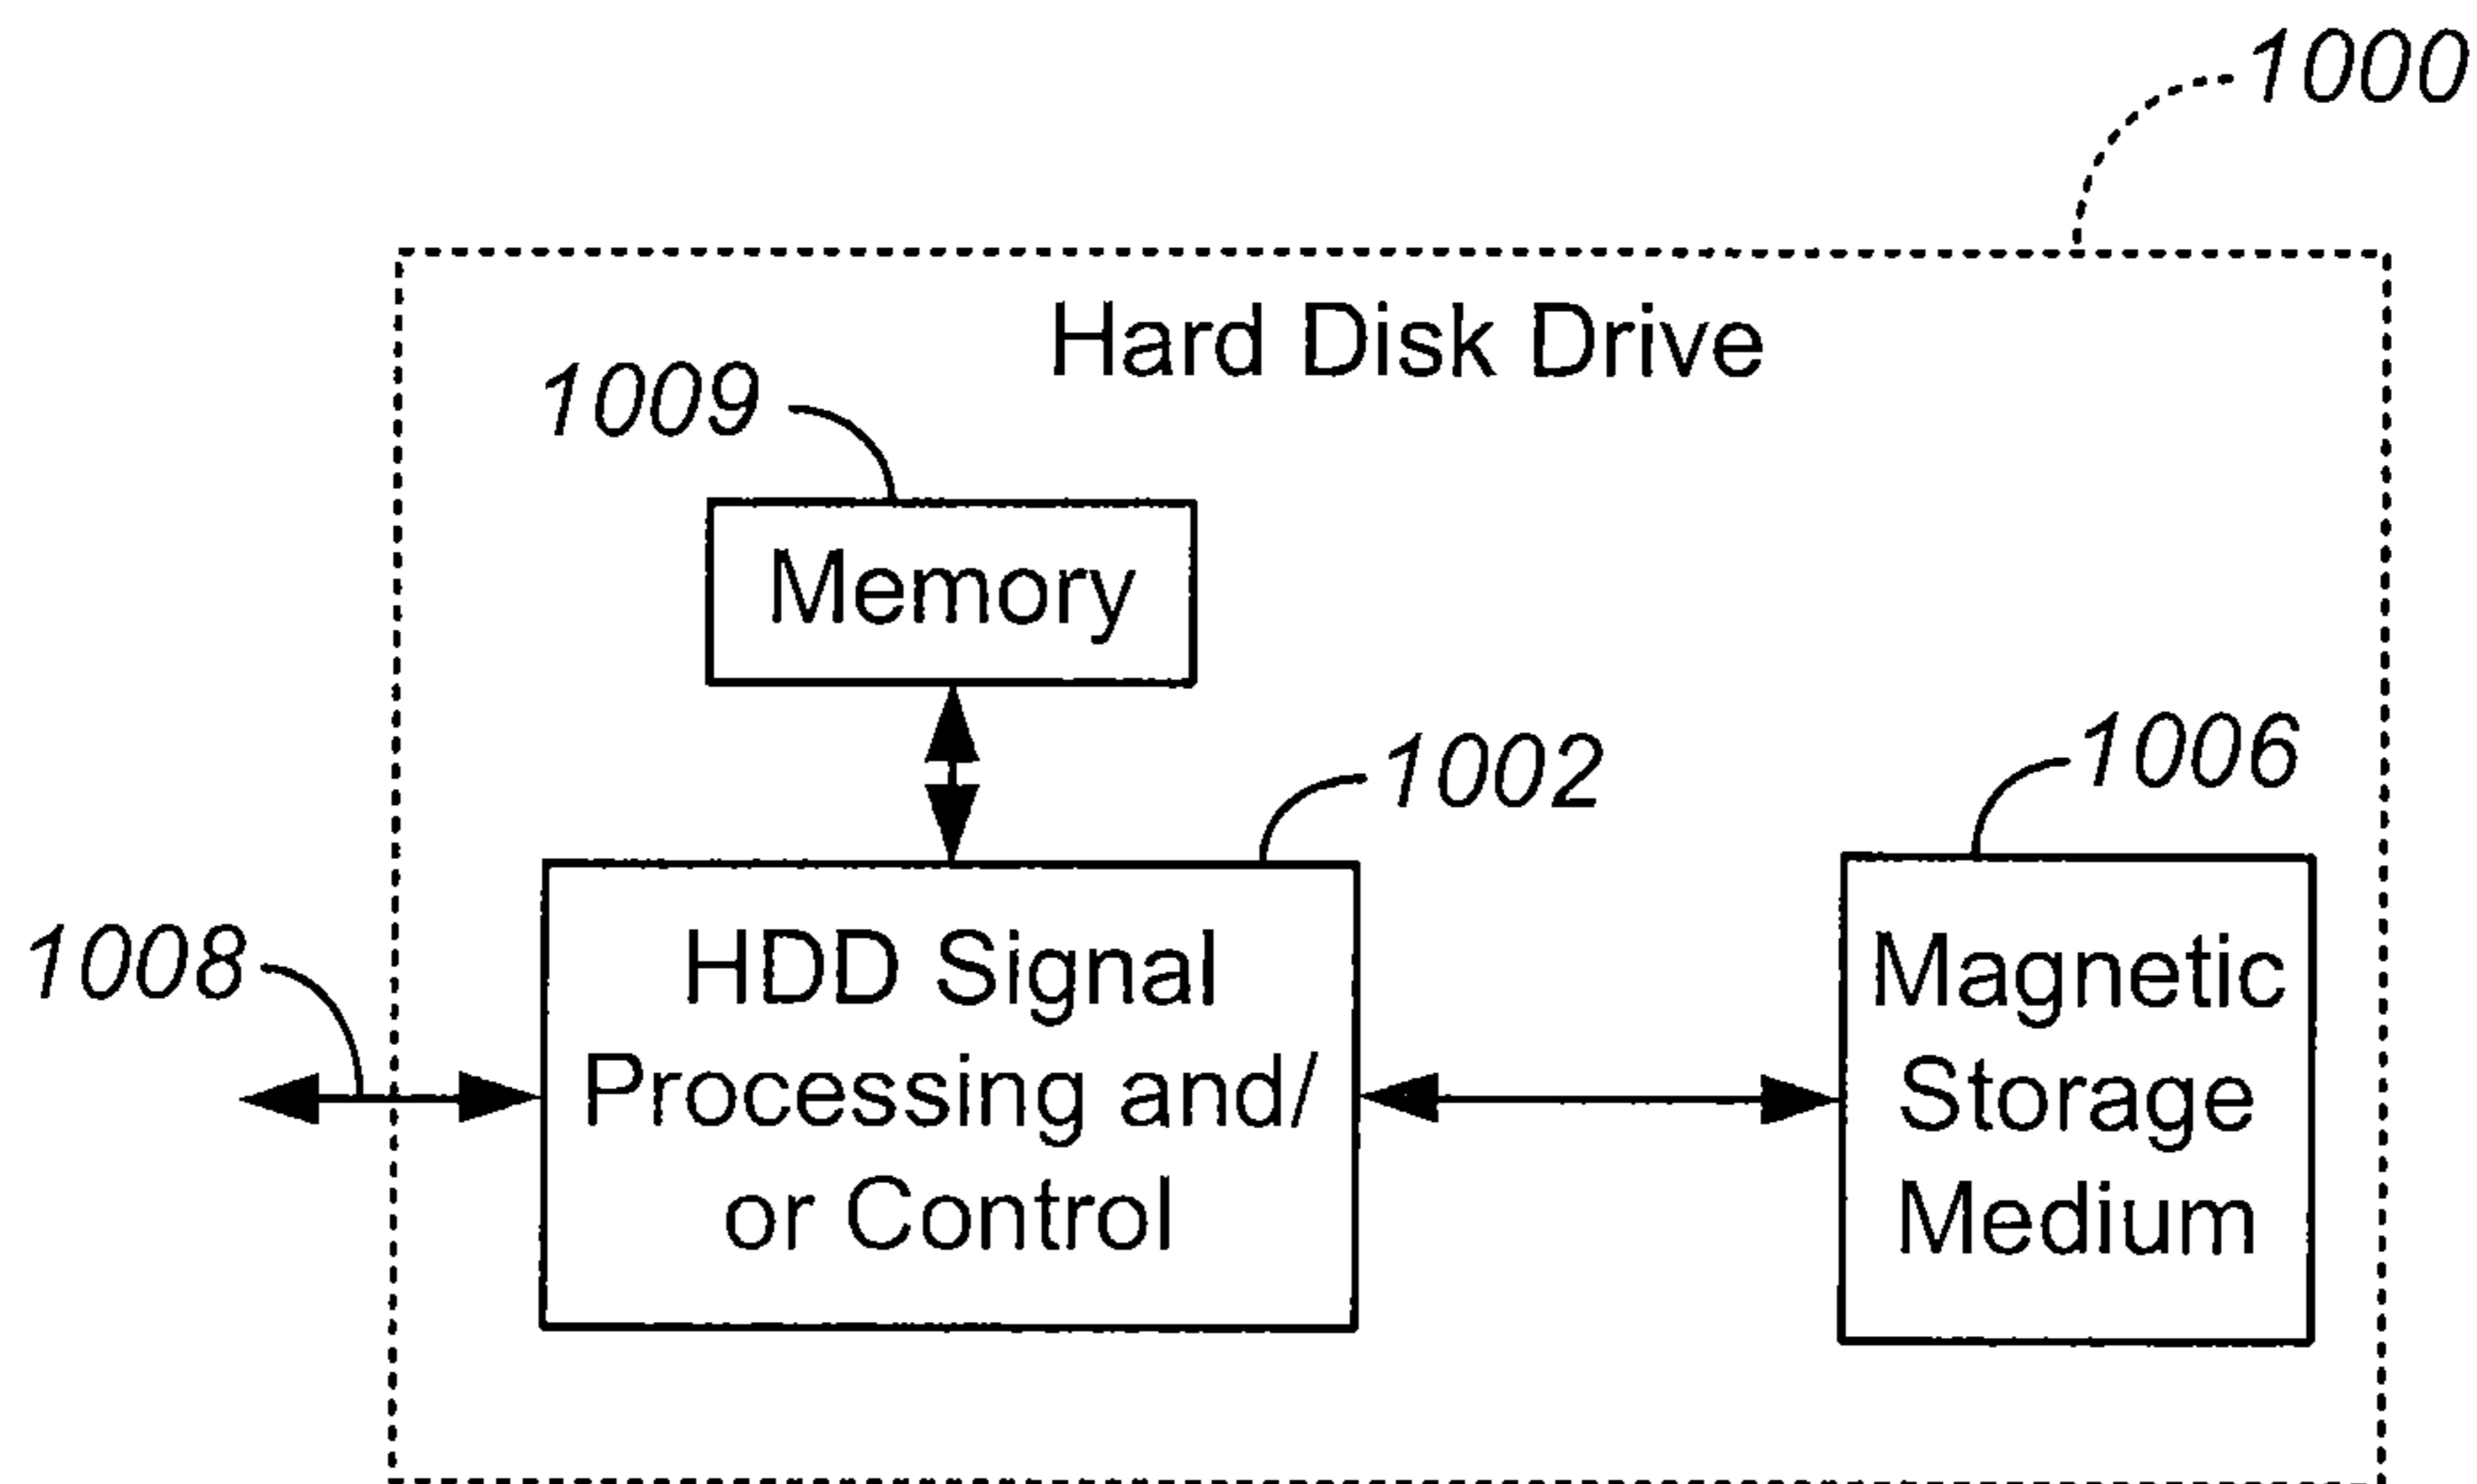 1000
Hard Disk Drive
1009
Memory
1002
1006
1008
HDD Signal
Processing and/
or Control
Magnetic
Storage
Medium